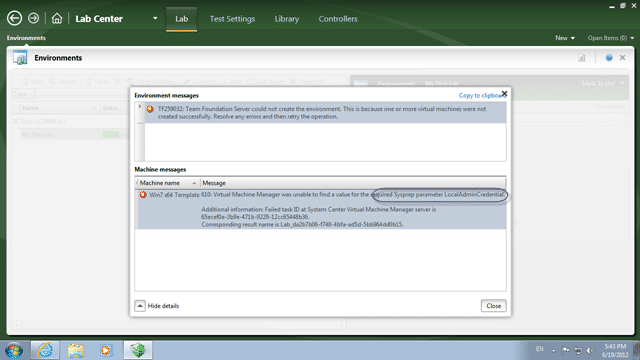 Lab Center
Lab
Test Settings
Library
Controllers
Environments
New
Open Items (0)
Environments
Environment messages
Copy to clipboard
TF259032: Team Foundation Server could not create the environment. This is because one or more virtual machines were
not created successfully. Resolve any errors and then retry the operation.
Machine messages
Machine name
Message
Win7 x64 Template
610: Virtual Machine Manager was unable to find a value for the required Sysprep parameter LocalAdminCredential.
Additional information: Failed task ID at System Center Virtual Machine Manager server is
65ecef0e-3b9e-471b-9229-12cc65448b36.
Corresponding result name is Lab_da2b7b06-f748-4bfa-ad5d-5bb964dd0b15.
Hide details
Close
EN
5:43 PM
6/19/2012